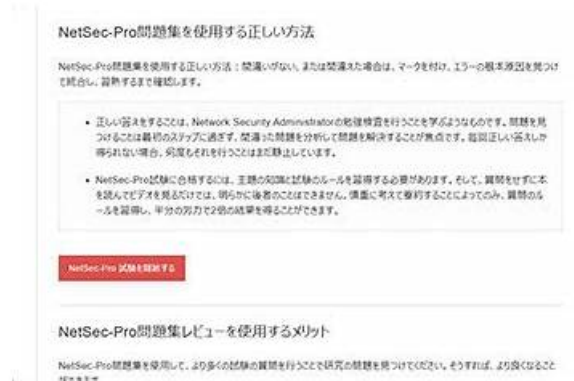 NetSec-Pro問題集を使用する正しい方法
NetSec-Pro問題集を使用する正しい方法：間違いがない、または間違えた場合は、マークを付け、エラーの根本原因を見つけ
て統合し、習熟するまで確認します。
正しい答えをすることは、Network Security Administratorの勉強検査を行うことを学ぶようなものです。問題を見
つけることは最初のステップに過ぎず、間違った問題を分析して問題を解決することが焦点です。毎回正しい答えしか
得られない場合、何度もそれを行うことはまだ静止しています。
NetSec-Pro試験に合格するには、主題の知識と試験のルールを習得する必要があります。そして、質問をせずに本
を読んでビデオを見るだけでは、明らかに後者のことはできません。慎重に考えて要約することによってのみ、質問のル
ールを習得し、半分の労力で2倍の結果を得ることができます。
NetSec-Pro 試験を開始する
NetSec-Pro問題集レビューを使用するメリット
NetSec-Pro問題集を使用して、より多くの試験の質問を行うことで研究の問題を見つけてください。そうすれば、より良くなること
ができます